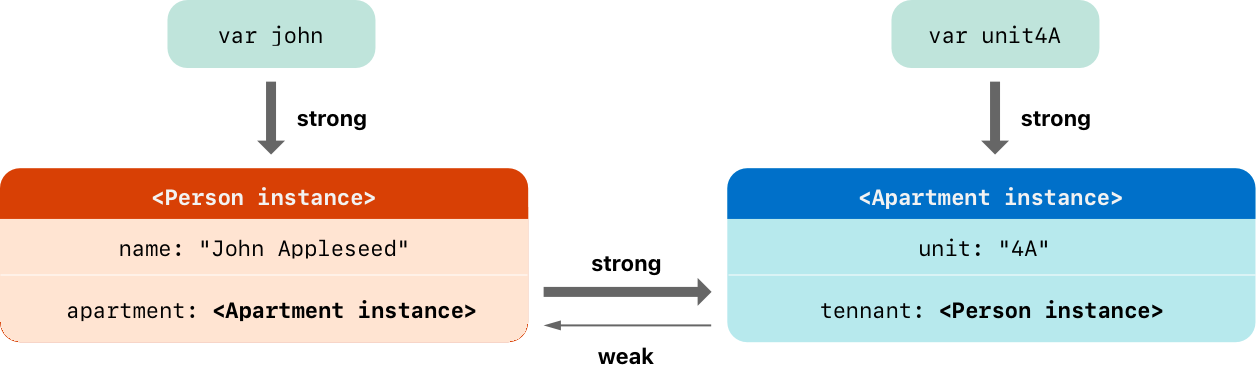 var john
var unit4A
strong
strong
<Person instance>
<Apartment instance>
name: "John Appleseed"
unit: "4A"
strong
apartment: <Apartment instance>
tennant: <Person instance>
weak